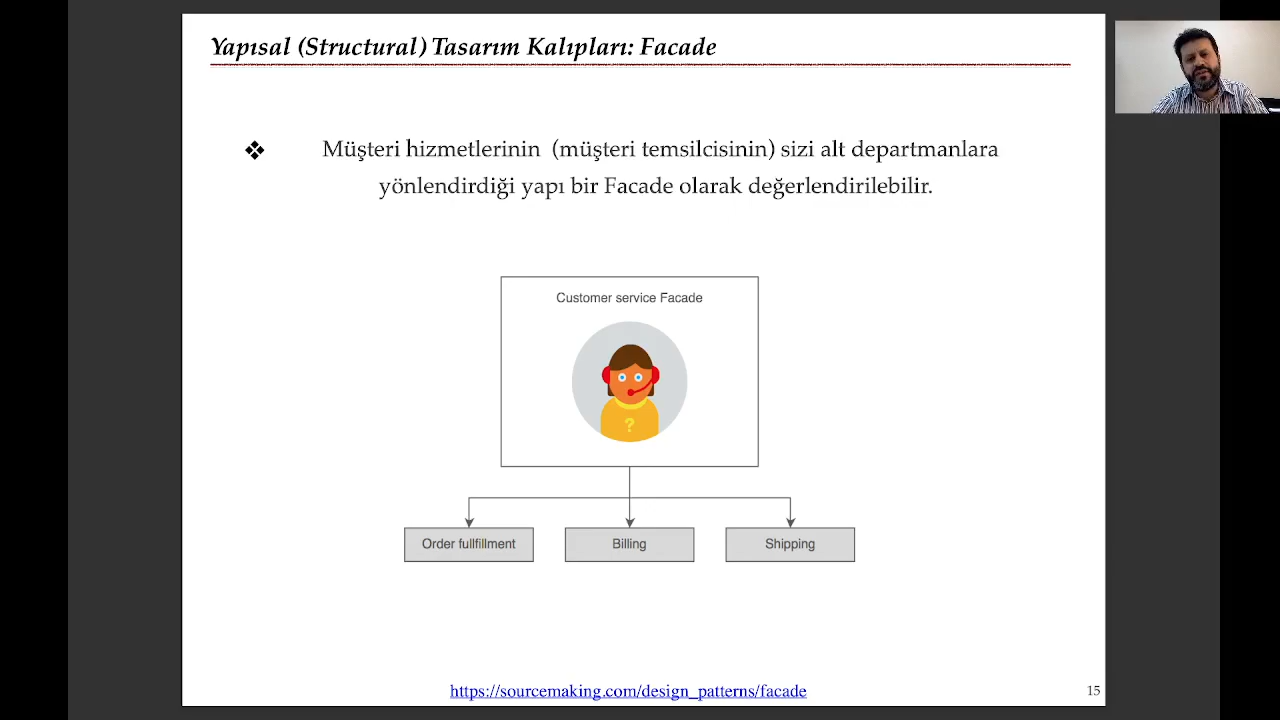 Yapısal (Structural) Tasarım Kalıpları: Facade
❖ Müşteri hizmetlerinin (müşteri temsilcisinin) sizi alt departmanlara
yönlendirdiği yapı bir Facade olarak değerlendirilebilir.
Customer service Facade
?
Order fullfillment
Billing
Shipping
https://sourcemaking.com/design_patterns/facade
15